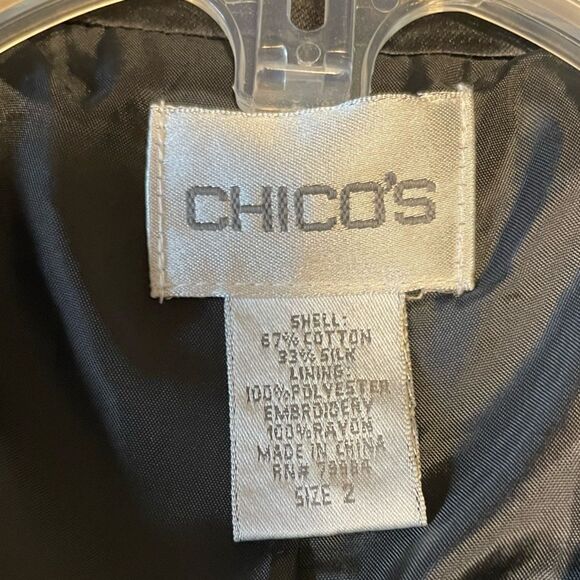 CHICO'S
SHELL:
67% COTTON
33% SILK
LINING:
100% POLYESTER
EMBROIDERY
100% RAYON
MADE IN CHINA
RN#
SIZE 2